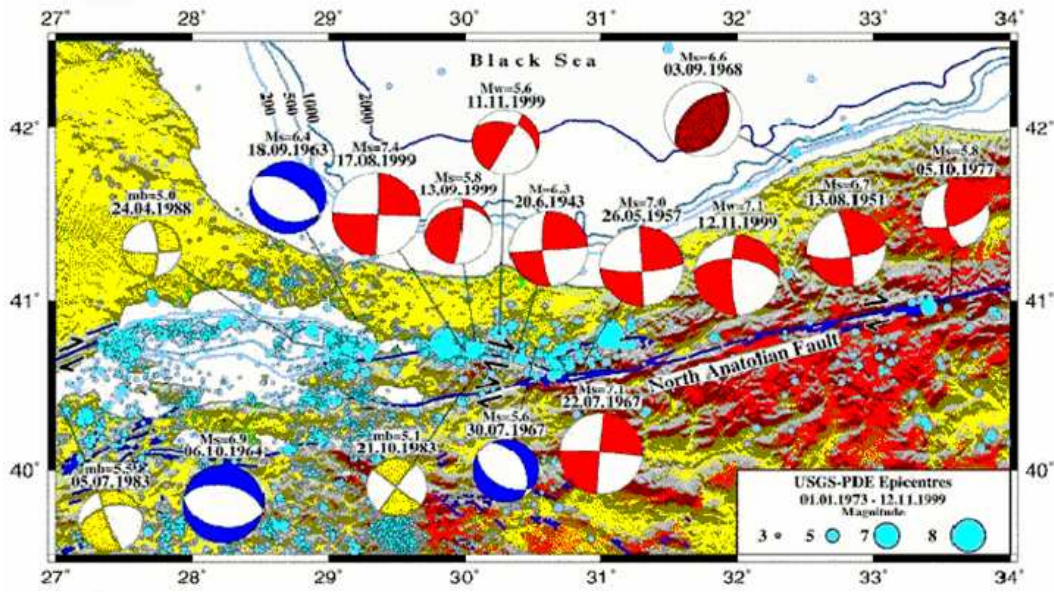 27° 28° 29° 30° 31° 32° 33° 34°
Black Sea
200
500
1000
2000
Ms=6.6
03.09.1968
Mw=5.6
11.11.1999
42°
42°
Ms=6.4
18.09.1963
Ms=7.4
17.08.1999
Ms=5.8
13.09.1999
M=6.3
20.6.1943
Ms=7.0
26.05.1957
Mw=7.1
12.11.1999
Ms=6.7
13.08.1951
Ms=5.8
05.10.1977
mb=5.0
24.04.1988
41°
41°
North Anatolian Fault
Ms=7.1
22.07.1967
Ms=5.6
30.07.1967
mb=5.1
21.10.1983
Ms=6.9
06.10.1964
05.07.1983
40°
40°
USGS-PDE Epicentres
01.01.1973 - 12.11.1999
Magnitude
3 5 7 8
27° 28° 29° 30° 31° 32° 33° 34°